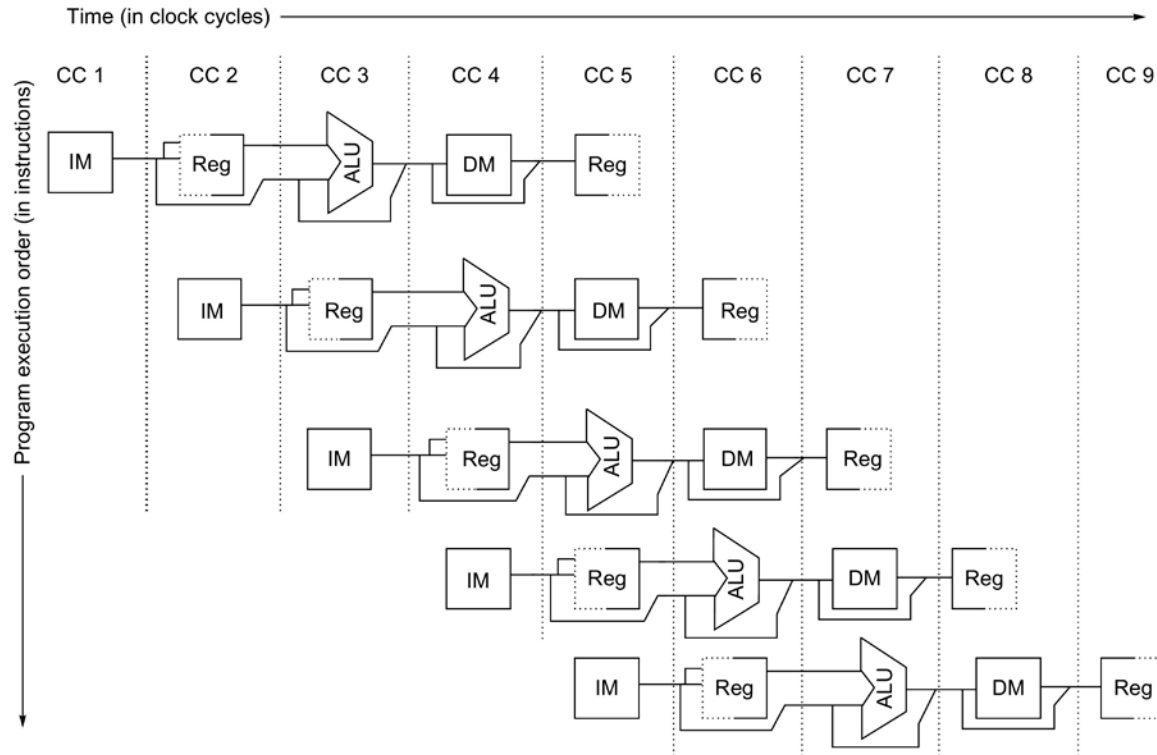 Time (in clock cycles)
CC 1 CC 2 CC 3 CC 4 CC 5 CC 6 CC 7 CC 8 CC 9
Program execution order (in instructions)
IM Reg ALU DM Reg
IM Reg ALU DM Reg
IM Reg ALU DM Reg
IM Reg ALU DM Reg
IM Reg ALU DM Reg